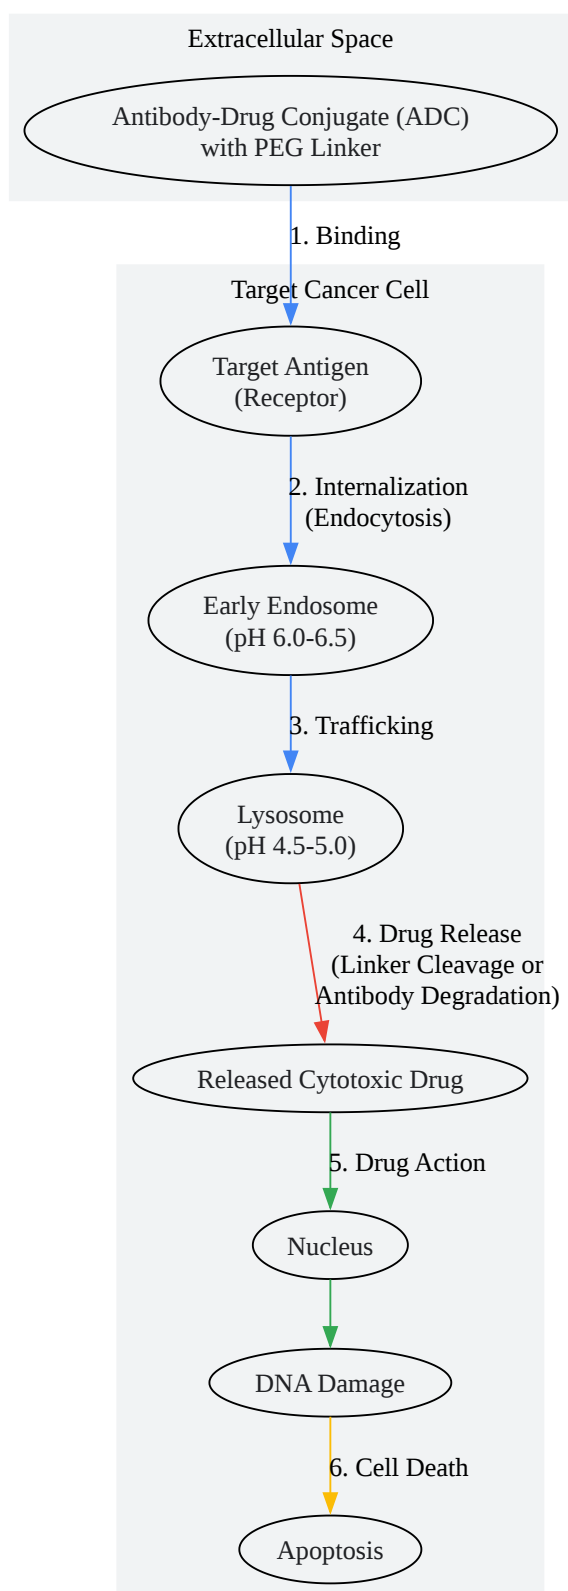 Extracellular Space
Antibody-Drug Conjugate (ADC)
with PEG Linker
1. Binding
Target Cancer Cell
Target Antigen
(Receptor)
2. Internalization
(Endocytosis)
Early Endosome
(pH 6.0-6.5)
3. Trafficking
Lysosome
(pH 4.5-5.0)
4. Drug Release
(Linker Cleavage or
Antibody Degradation)
Released Cytotoxic Drug
5. Drug Action
Nucleus
DNA Damage
6. Cell Death
Apoptosis